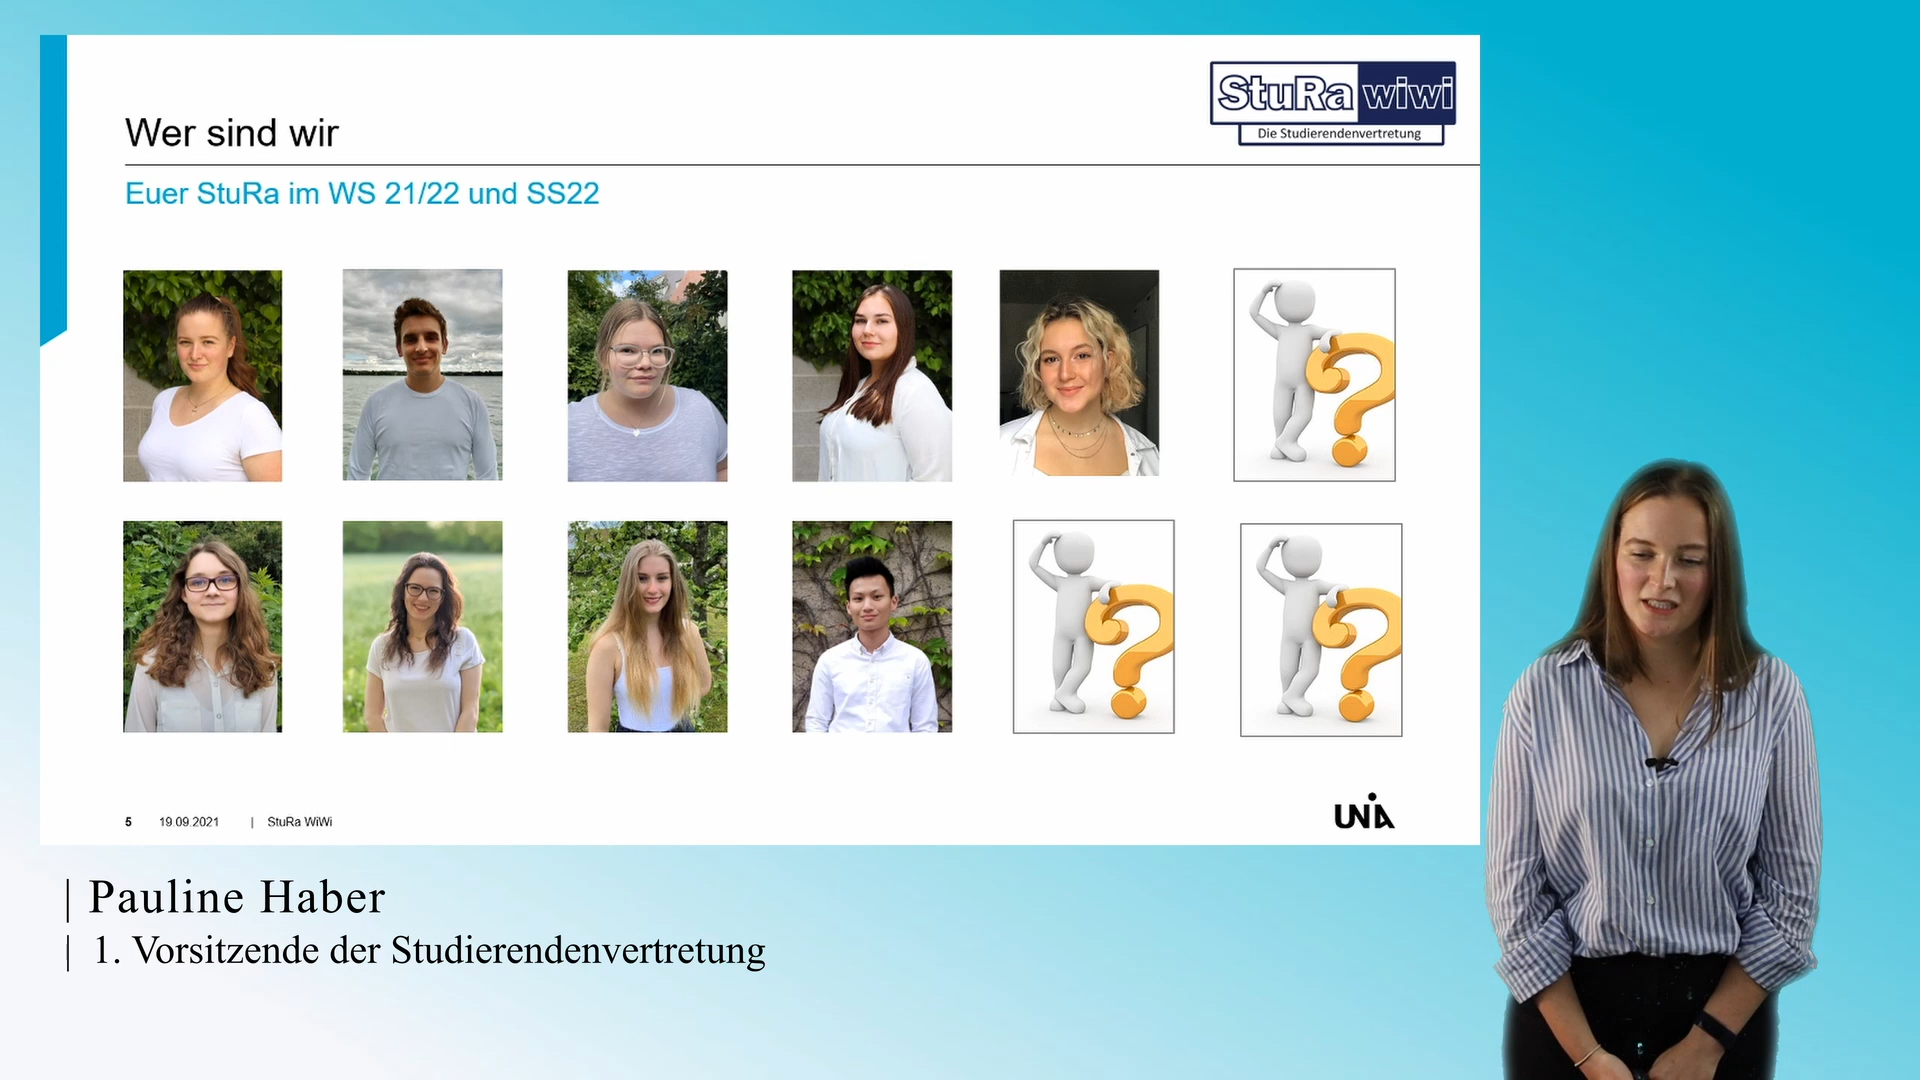 StuRa wiwi
Die Studierendenvertretung
Wer sind wir
Euer StuRa im WS 21/22 und SS22
5 19.09.2021 | StuRa WiWi
UNIA
| Pauline Haber
| 1. Vorsitzende der Studierendenvertretung